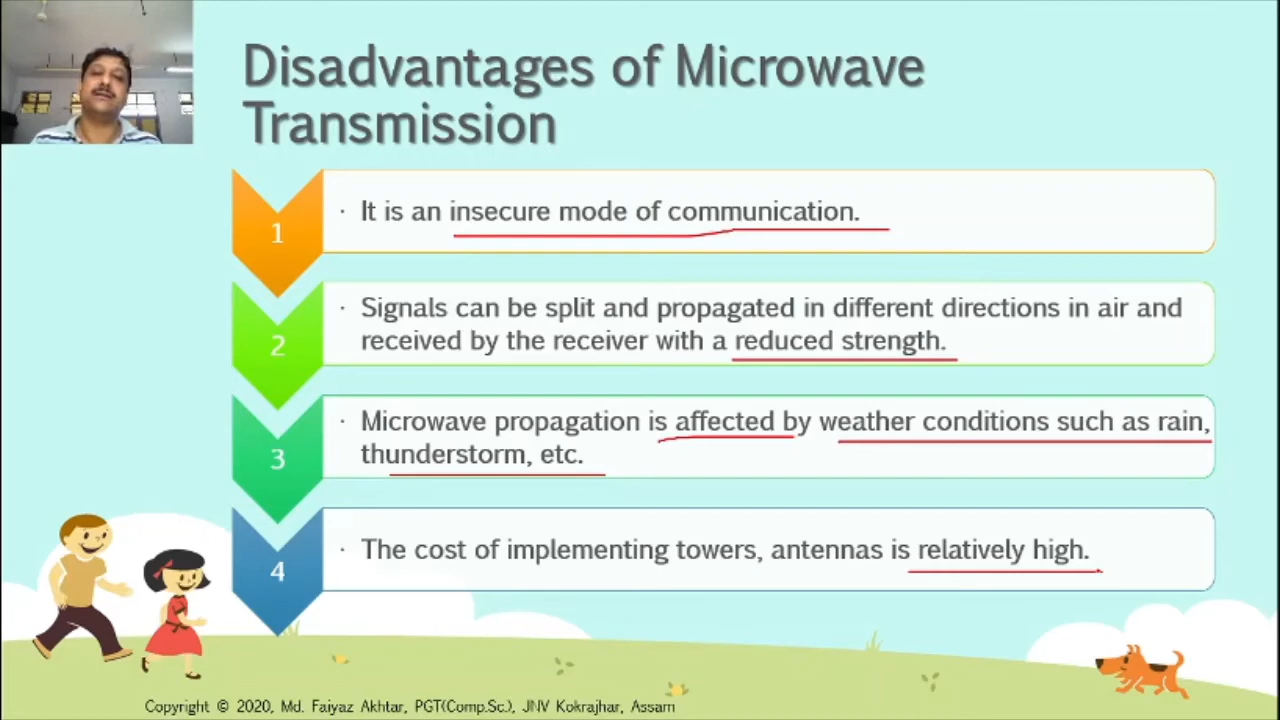 Disadvantages of Microwave
Transmission
1
· It is an insecure mode of communication.
2
· Signals can be split and propagated in different directions in air and
received by the receiver with a reduced strength.
3
· Microwave propagation is affected by weather conditions such as rain,
thunderstorm, etc.
4
· The cost of implementing towers, antennas is relatively high.
Copyright © 2020, Md. Faiyaz Akhtar, PGT(Comp.Sc.), JNV Kokrajhar, Assam